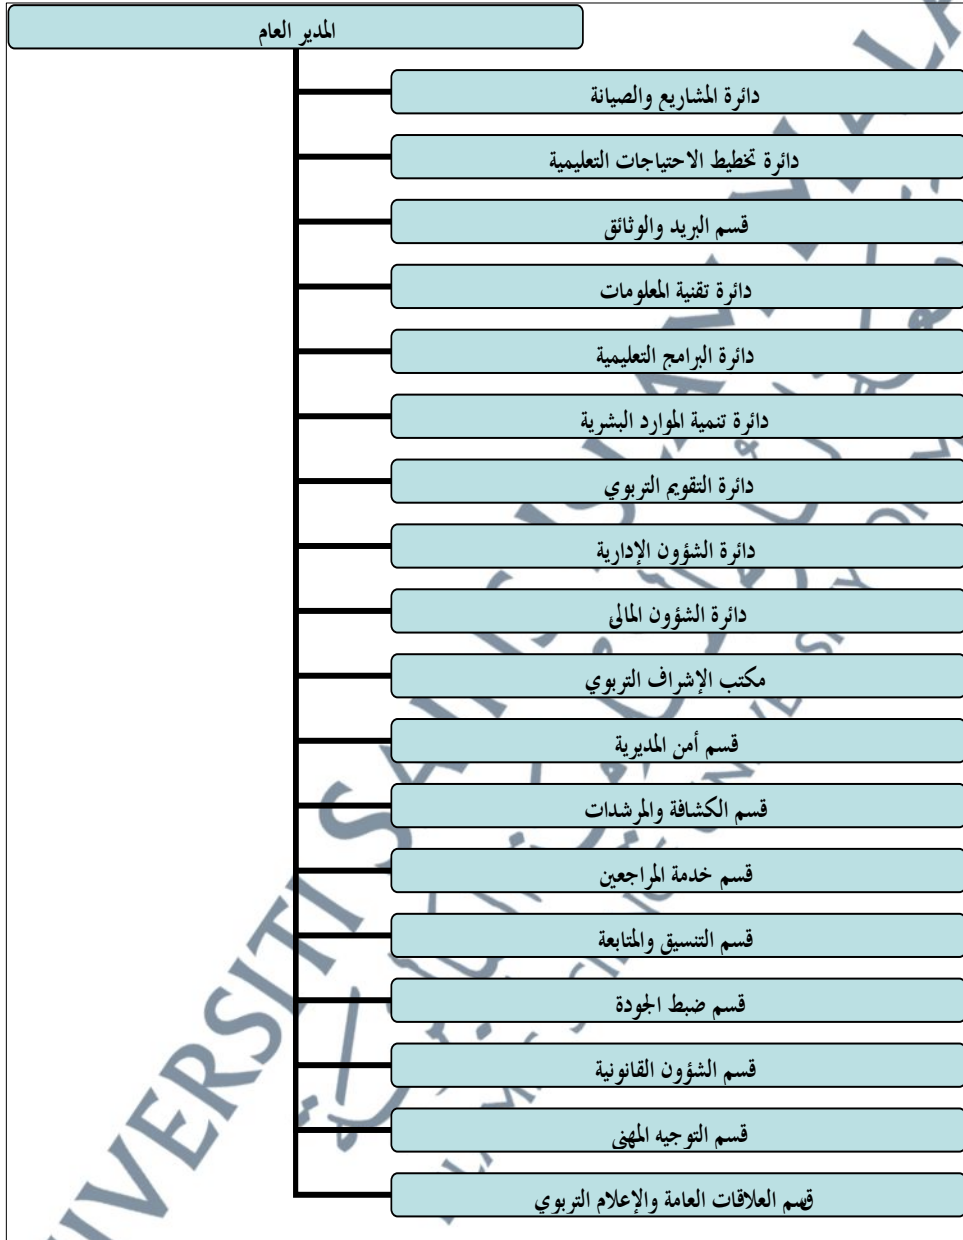 المدير العام
دائرة المشاريع والصيانة
دائرة تخطيط الاحتياجات التعليمية
قسم البريد والوثائق
دائرة تقنية المعلومات
دائرة البرامج التعليمية
دائرة تنمية الموارد البشرية
دائرة التقويم التربوي
دائرة الشؤون الإدارية
دائرة الشؤون المالى
مكتب الإشراف التربوي
قسم أمن المديرية
قسم الكشافة والمرشدات
قسم خدمة المراجعين
قسم التنسيق والمتابعة
قسم ضبط الجودة
قسم الشؤون القانونية
قسم التوجيه المهنى
قسم العلاقات العامة والإعلام التربوي